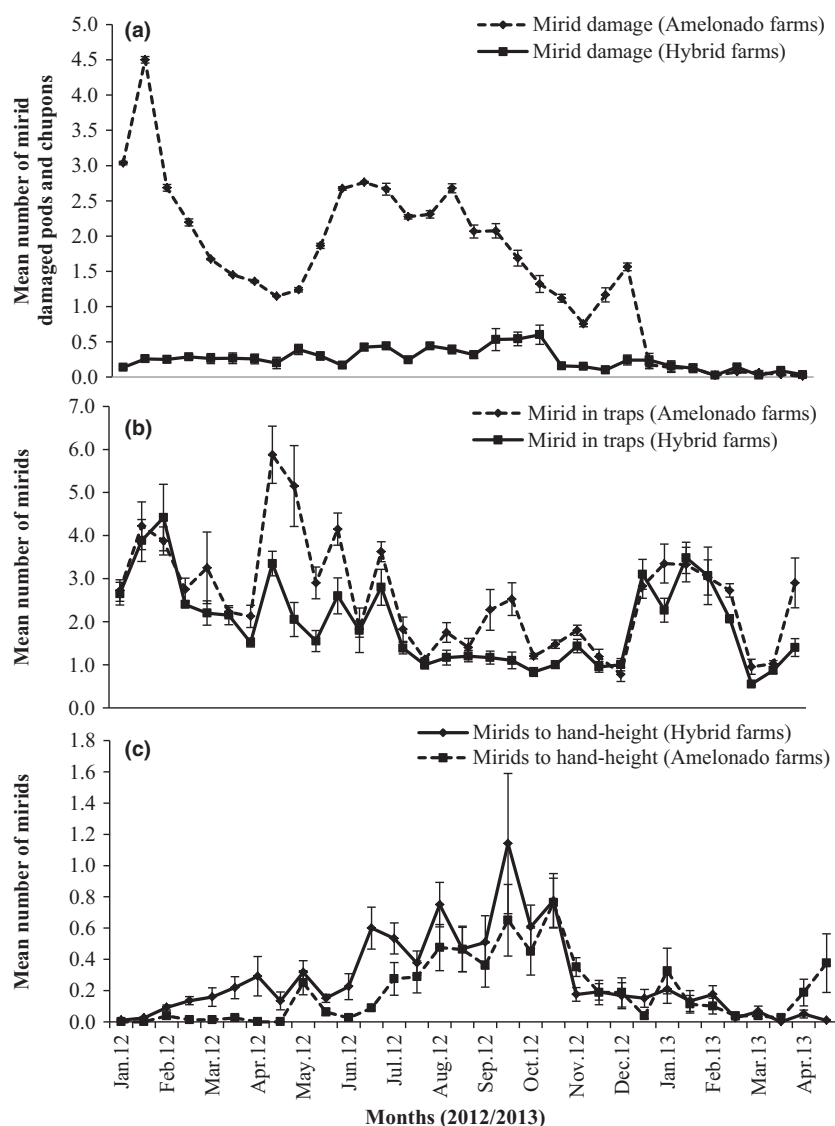 (a)
Mirid damage (Amelonado farms)
Mirid damage (Hybrid farms)
Mean number of mirid
damaged pods and chupons
5.0
4.5
4.0
3.5
3.0
2.5
2.0
1.5
1.0
0.5
0.0
(b)
Mirid in traps (Amelonado farms)
Mirid in traps (Hybrid farms)
Mean number of mirids
7.0
6.0
5.0
4.0
3.0
2.0
1.0
0.0
(c)
Mirids to hand-height (Hybrid farms)
Mirids to hand-height (Amelonado farms)
Mean number of mirids
1.8
1.6
1.4
1.2
1.0
0.8
0.6
0.4
0.2
0.0
Jan.12
Feb.12
Mar.12
Apr.12
May.12
Jun.12
Jul.12
Aug.12
Sep.12
Oct.12
Nov.12
Dec.12
Jan.13
Feb.13
Mar.13
Apr.13
Months (2012/2013)